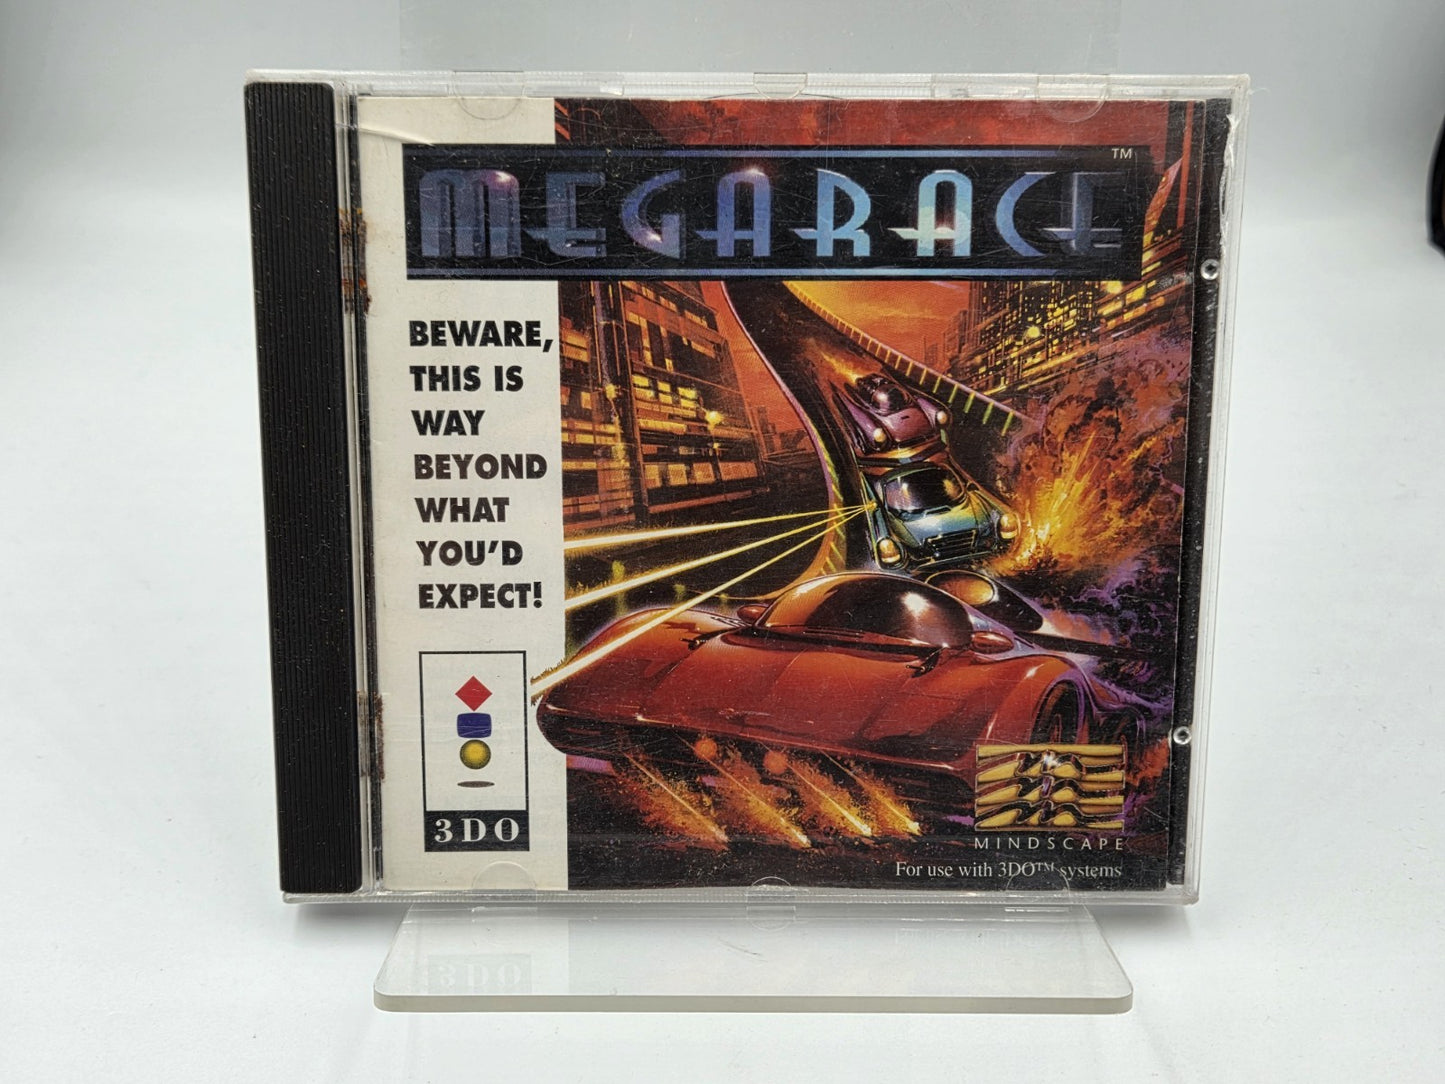 MEGARACE™
BEWARE,
THIS IS
WAY
BEYOND
WHAT
YOU'D
EXPECT!
3DO
MINDSCAPE
For use with 3DO™ systems